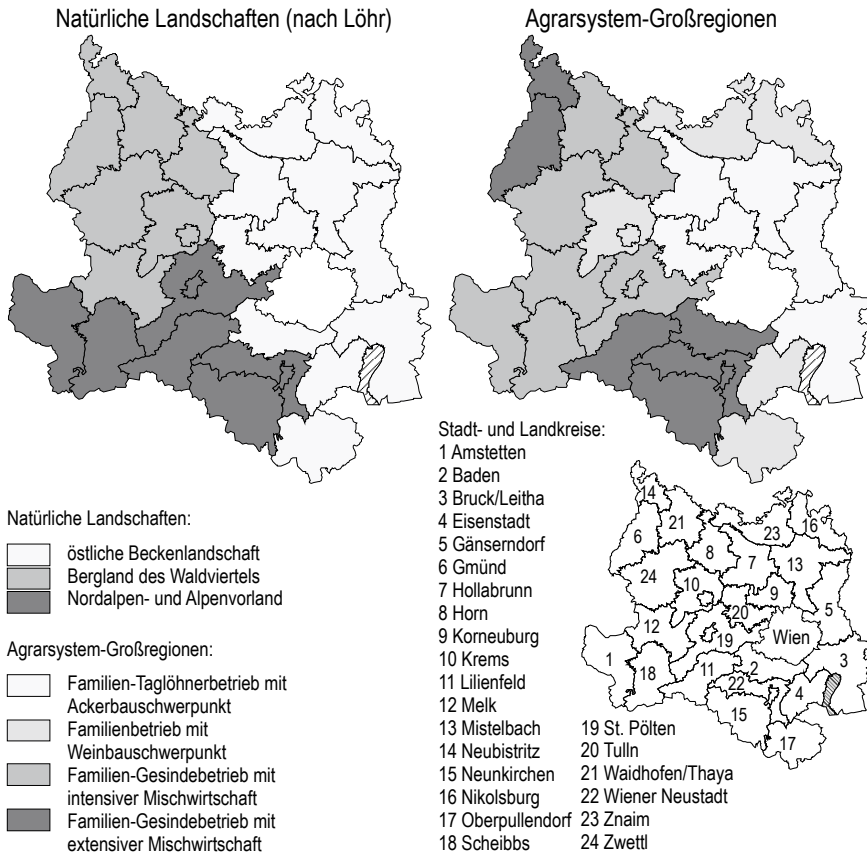 Natürliche Landschaften (nach Löhr)
Agrarsystem-Großregionen
Natürliche Landschaften:
östliche Beckenlandschaft
Bergland des Waldviertels
Nordalpen- und Alpenvorland
Agrarsystem-Großregionen:
Familien-Taglöhnerbetrieb mit
Ackerbauschwerpunkt
Familienbetrieb mit
Weinbauschwerpunkt
Familien-Gesindebetrieb mit
intensiver Mischwirtschaft
Familien-Gesindebetrieb mit
extensiver Mischwirtschaft
Stadt- und Landkreise:
1 Amstetten
2 Baden
3 Bruck/Leitha
4 Eisenstadt
5 Gänserndorf
6 Gmünd
7 Hollabrunn
8 Horn
9 Korneuburg
10 Krems
11 Lilienfeld
12 Melk
13 Mistelbach
14 Neubistritz
15 Neunkirchen
16 Nikolsburg
17 Oberpullendorf
18 Scheibbs
19 St. Pölten
20 Tulln
21 Waidhofen/Thaya
22 Wiener Neustadt
23 Znaim
24 Zwettl
14
21
16
6
23
8
7
13
24
10
9
5
20
12
19
Wien
1
18
11
2
3
22
4
15
17